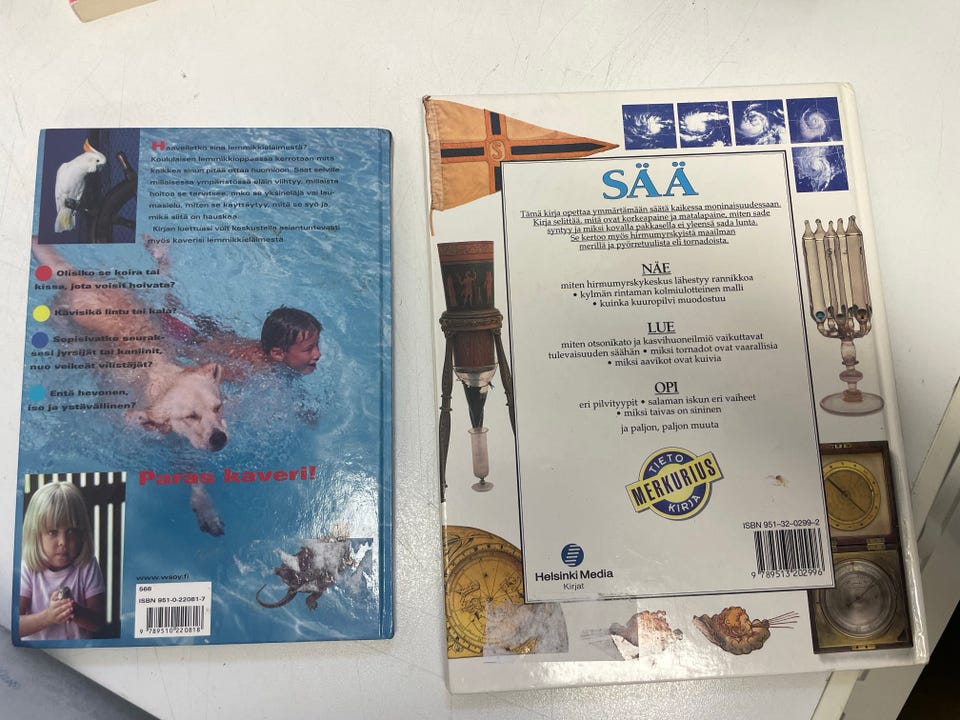 Haaveiletko sinä lemmikkieläimestä?
Koululaisen lemmikkioppaassa kerrotaan mitä
kaikkea sinun pitää ottaa huomioon. Saat selville
millaisessa ympäristössä eläin viihtyy, millaista
hoitoa se tarvitsee, onko se yksineläjä vai lau-
masielu, miten se käyttäytyy, mitä se syö ja
mikä siitä on hauskaa.
Kirjan luettuasi voit keskustella asiantuntevasti
myös kaverisi lemmikkieläimestä.
Olisiko se koira tai
kissa, jota voisit hoivata?
Kävisikö lintu tai kala?
Sopisivatko seurak-
sesi jyrsijät tai kaniinit,
nuo veikeät vilistäjät?
Entä hevonen,
iso ja ystävällinen?
Paras kaveri!
www.wsoy.fi
568
ISBN 951-0-22081-7
9 789510 220818
S
SÄÄ
Tämä kirja opettaa ymmärtämään säätä kaikessa moninaisuudessaan.
Kirja selittää, mitä ovat korkeapaine ja matalapaine, miten sade
syntyy ja miksi kovalla pakkasella ei yleensä sada lunta.
Se kertoo myös hirmumyrskyistä maailman
merillä ja pyörretuulista eli tornadoista.
NÄE
miten hirmumyrskykeskus lähestyy rannikkoa
• kylmän rintaman kolmiulotteinen malli
• kuinka kuuropilvi muodostuu
LUE
miten otsonikato ja kasvihuoneilmiö vaikuttavat
tulevaisuuden säähän • miksi tornadot ovat vaarallisia
• miksi aavikot ovat kuivia
OPI
eri pilvityypit • salaman iskun eri vaiheet
• miksi taivas on sininen
ja paljon, paljon muuta
TIETO
MERKURIUS
KIRJA
ISBN 951-32-0299-2
9 789513 202996
Helsinki Media
Kirjat